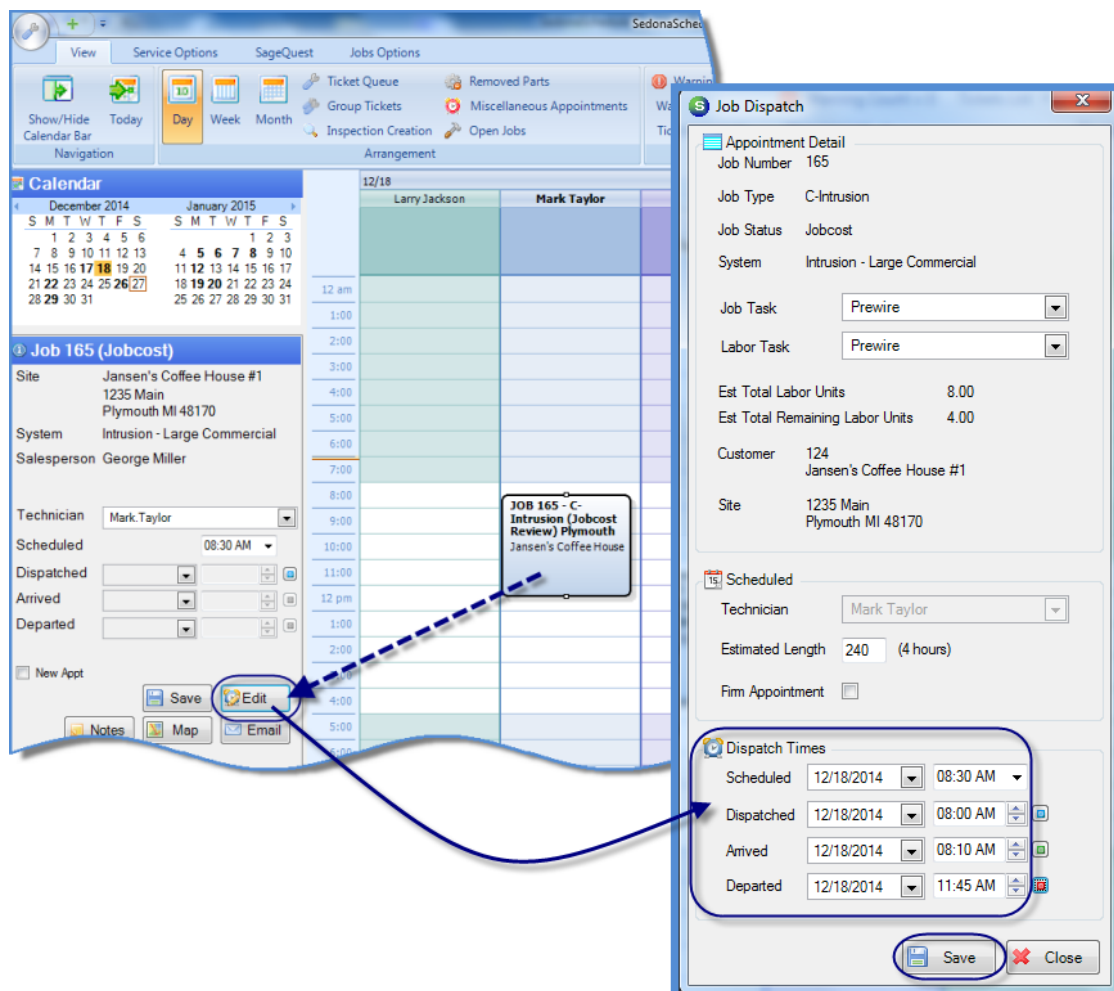 SedonaSched
View Service Options SageQuest Jobs Options
Show/Hide Calendar Bar
Today
Navigation
10
Day Week Month
Ticket Queue
Group Tickets
Inspection Creation
Removed Parts
Miscellaneous Appointments
Open Jobs
Arrangement
Warnin
Wa
Tic
Calendar
December 2014
S M T W T F S
1 2 3 4 5 6
7 8 9 10 11 12 13
14 15 16 17 18 19 20
21 22 23 24 25 26 27
28 29 30 31
January 2015
S M T W T F S
1 2 3
4 5 6 7 8 9 10
11 12 13 14 15 16 17
18 19 20 21 22 23 24
25 26 27 28 29 30 31
Job 165 (Jobcost)
Site Jansen's Coffee House #1
1235 Main
Plymouth MI 48170
System Intrusion - Large Commercial
Salesperson George Miller
Technician Mark.Taylor
Scheduled 08:30 AM
Dispatched
Arrived
Departed
New Appt
Save Edit
Notes Map Email
12/18
Larry Jackson Mark Taylor
12 am
1:00
2:00
3:00
4:00
5:00
6:00
7:00
8:00
9:00
10:00
11:00
12 pm
1:00
2:00
4:00
5:00
6:00
JOB 165 - C-
Intrusion (Jobcost
Review) Plymouth
Jansen's Coffee House
Job Dispatch
Appointment Detail
Job Number 165
Job Type C-Intrusion
Job Status Jobcost
System Intrusion - Large Commercial
Job Task Prewire
Labor Task Prewire
Est Total Labor Units 8.00
Est Total Remaining Labor Units 4.00
Customer 124
Jansen's Coffee House #1
Site 1235 Main
Plymouth MI 48170
15 Scheduled
Technician Mark Taylor
Estimated Length 240 (4 hours)
Firm Appointment
Dispatch Times
Scheduled 12/18/2014 08:30 AM
Dispatched 12/18/2014 08:00 AM
Arrived 12/18/2014 08:10 AM
Departed 12/18/2014 11:45 AM
Save Close